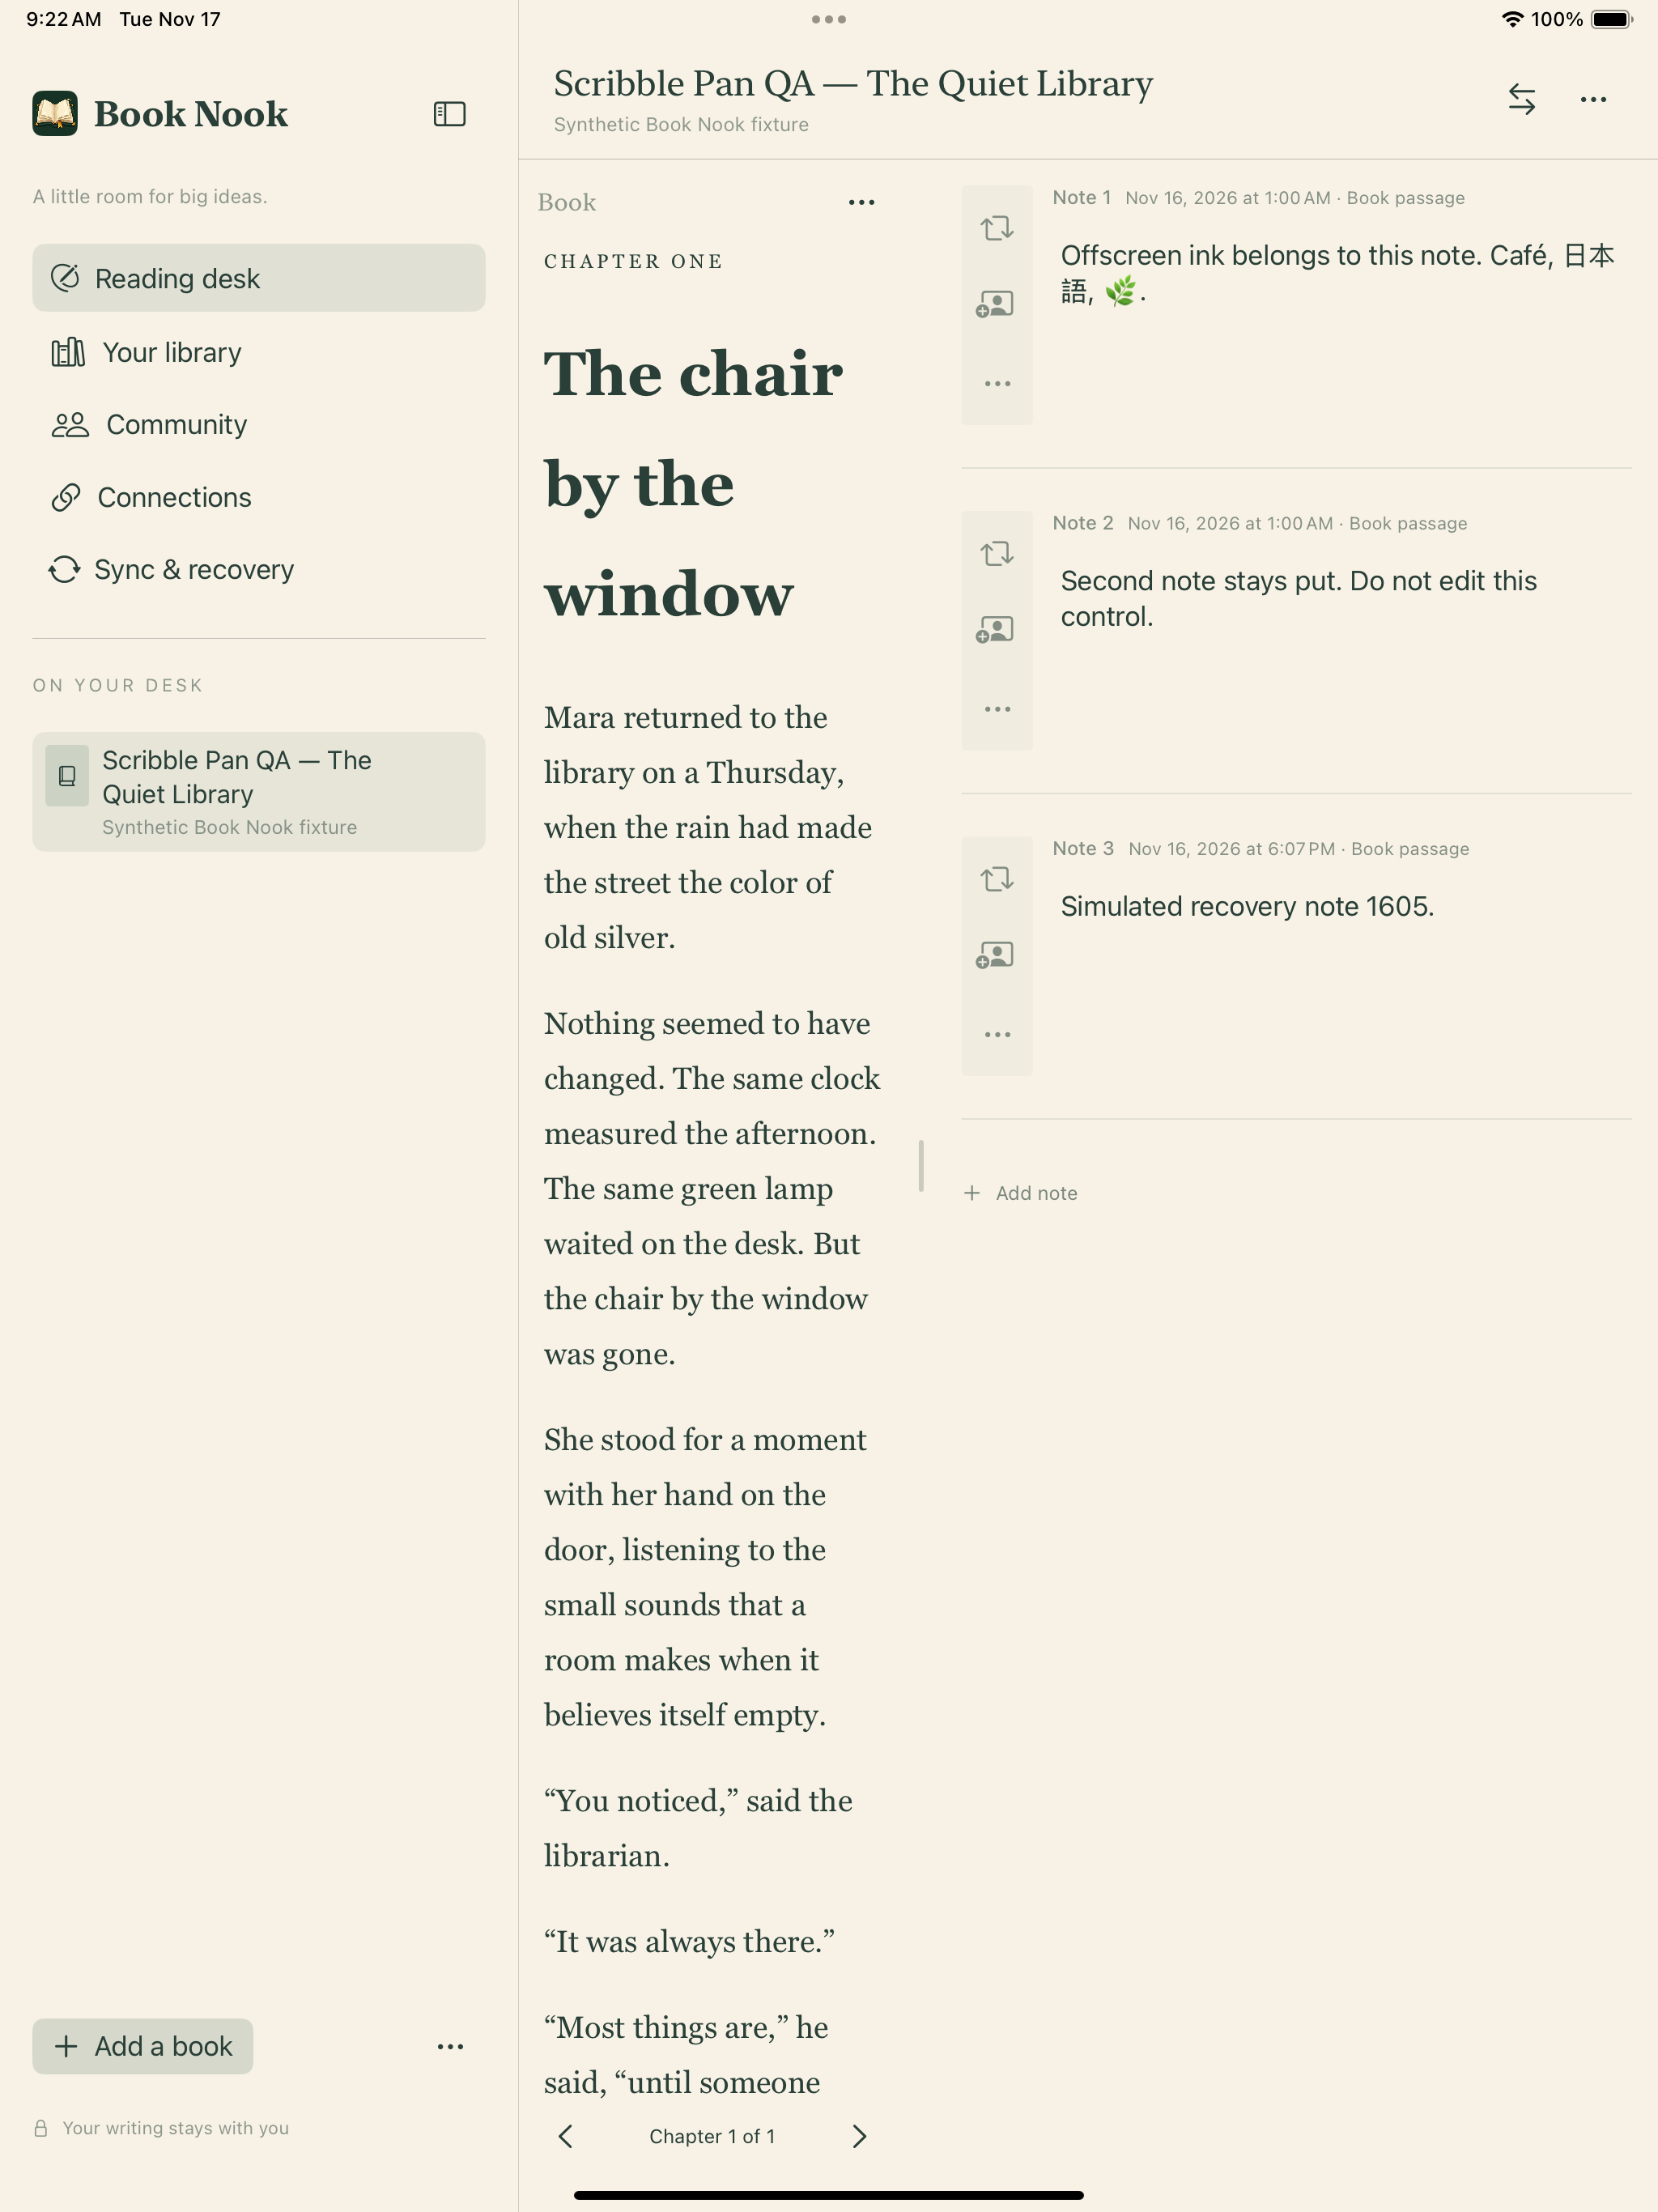 9:22 AM Tue Nov 17
100%
Book Nook
A little room for big ideas.
Reading desk
Your library
Community
Connections
Sync & recovery
ON YOUR DESK
Scribble Pan QA — The
Quiet Library
Synthetic Book Nook fixture
Add a book
Your writing stays with you
Scribble Pan QA — The Quiet Library
Synthetic Book Nook fixture
Book
CHAPTER ONE
The chair
by the
window
Mara returned to the
library on a Thursday,
when the rain had made
the street the color of
old silver.
Nothing seemed to have
changed. The same clock
measured the afternoon.
The same green lamp
waited on the desk. But
the chair by the window
was gone.
She stood for a moment
with her hand on the
door, listening to the
small sounds that a
room makes when it
believes itself empty.
“You noticed,” said the
librarian.
“It was always there.”
“Most things are,” he
said, “until someone
Chapter 1 of 1
Note 1 Nov 16, 2026 at 1:00 AM · Book passage
Offscreen ink belongs to this note. Café, 日本
語, 🌿.
Note 2 Nov 16, 2026 at 1:00 AM · Book passage
Second note stays put. Do not edit this
control.
Note 3 Nov 16, 2026 at 6:07 PM · Book passage
Simulated recovery note 1605.
Add note